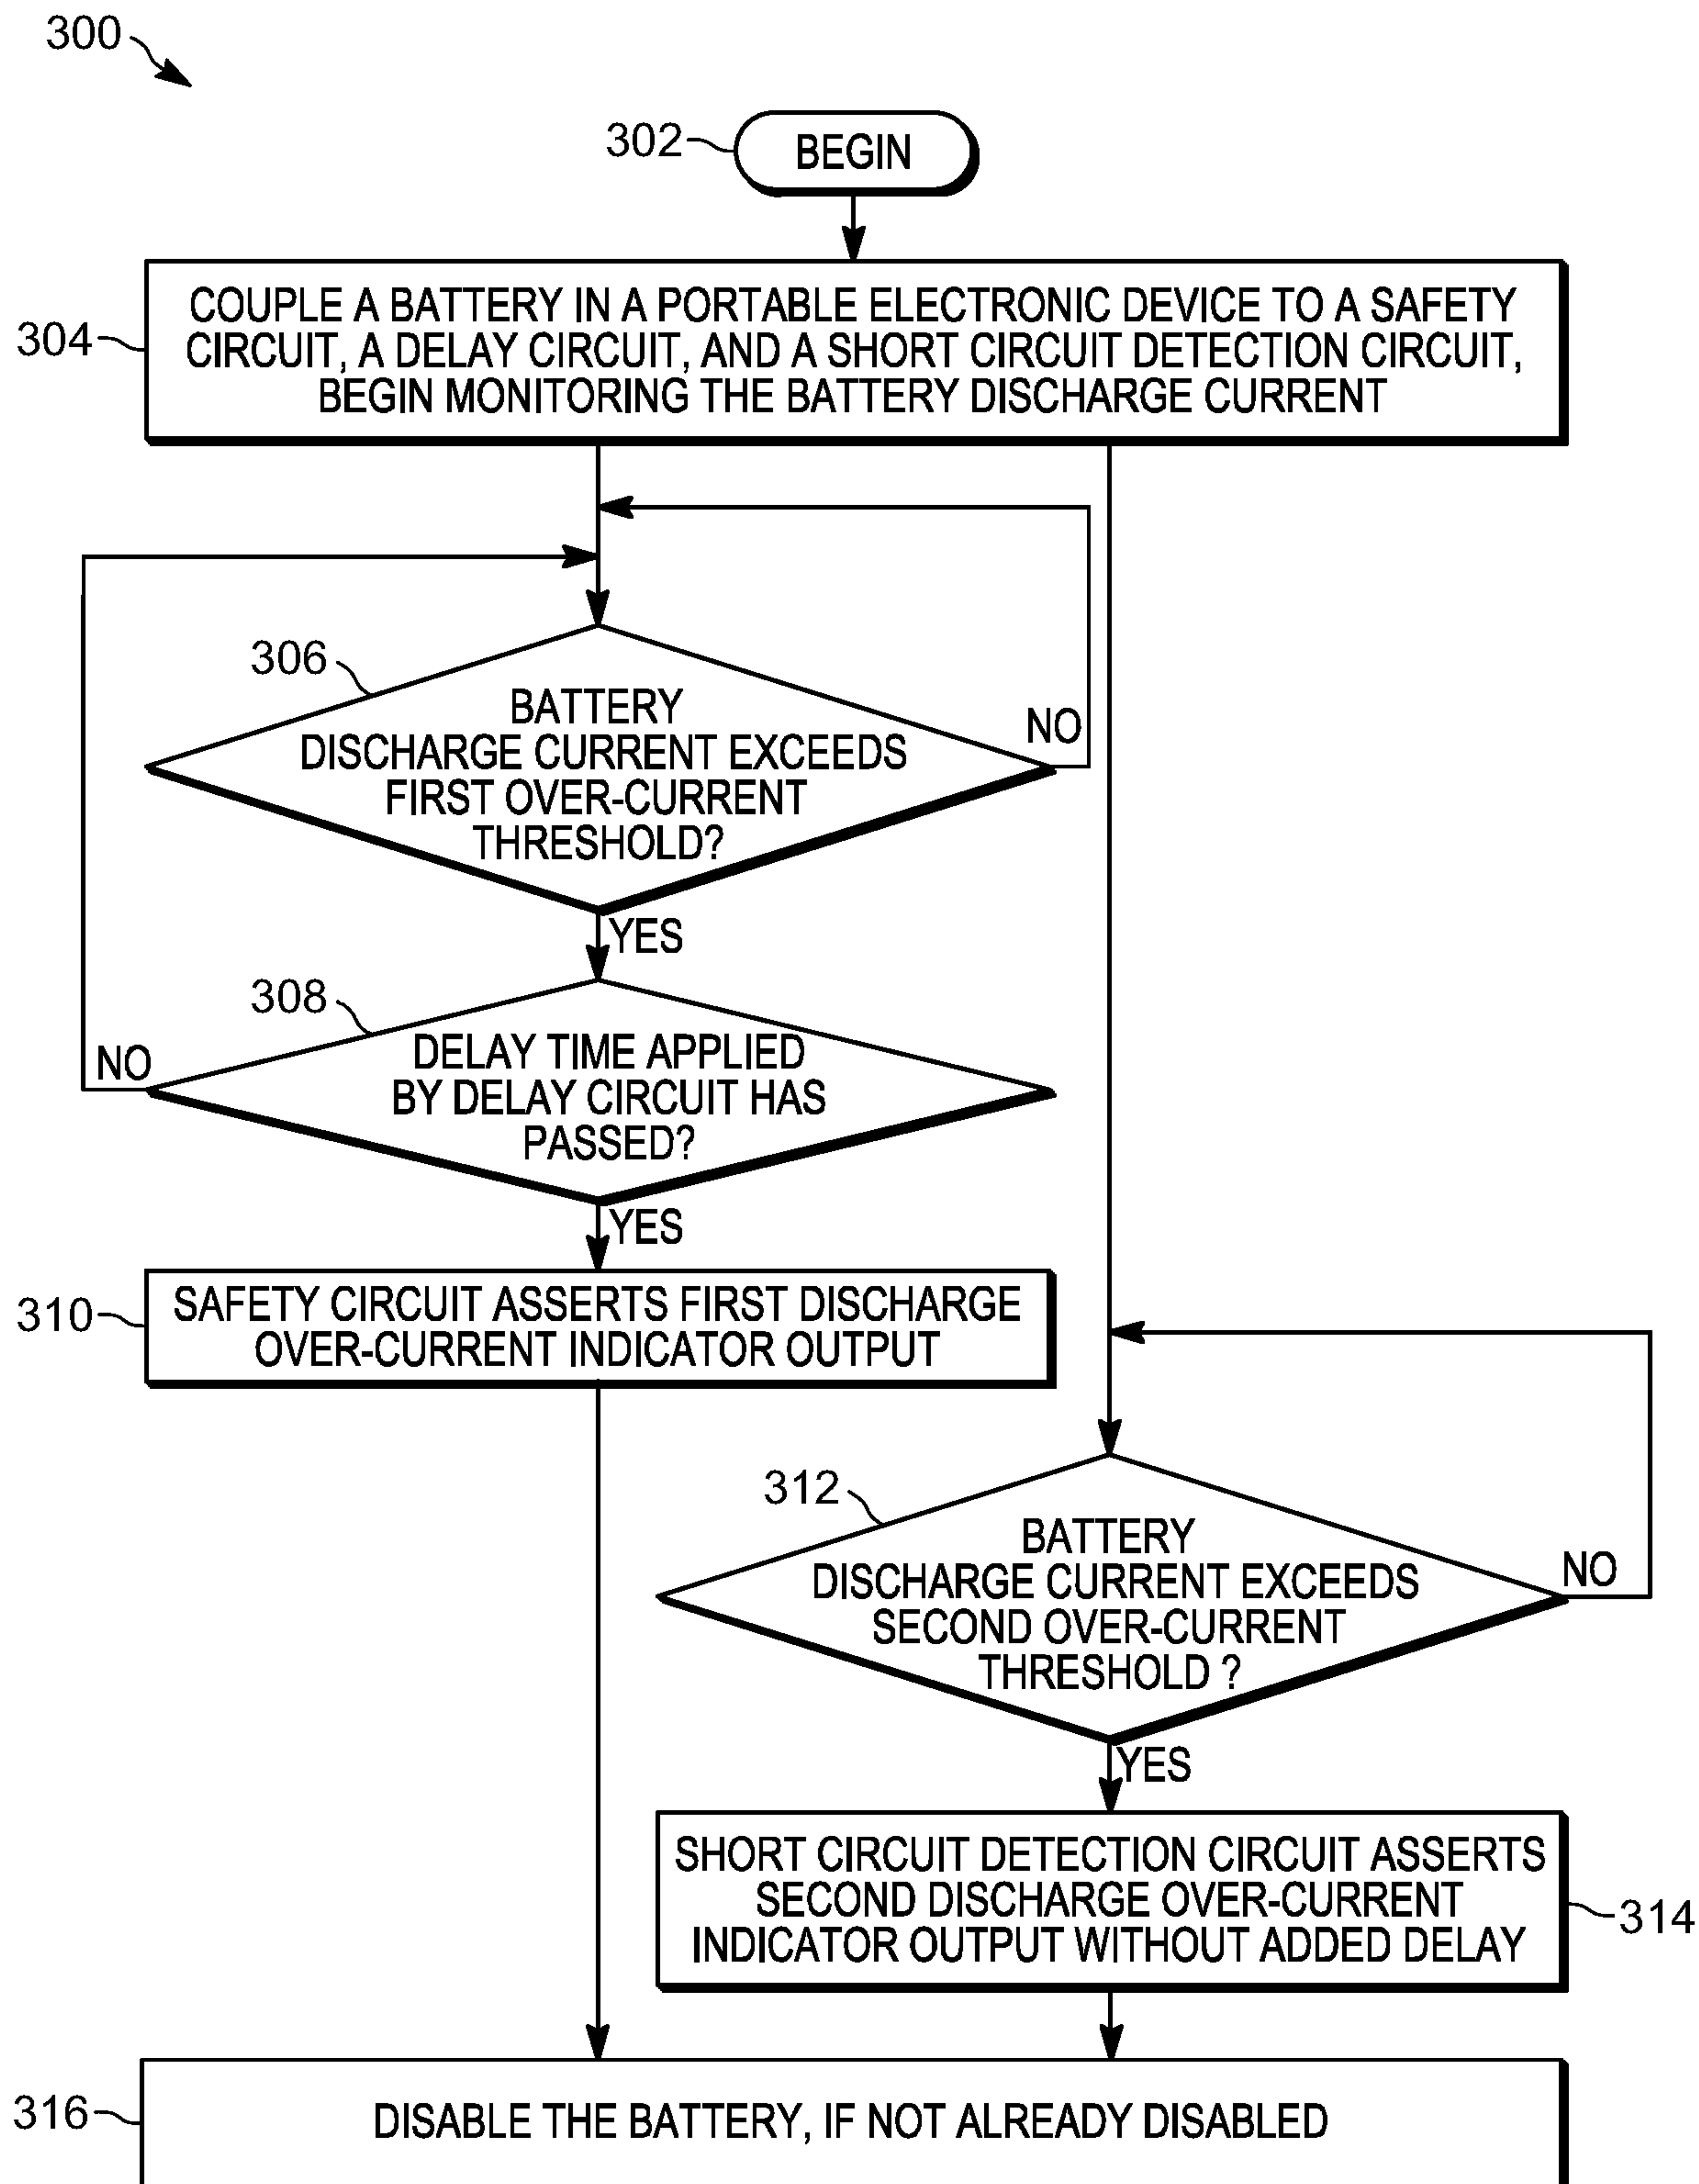 300
302
BEGIN
304
COUPLE A BATTERY IN A PORTABLE ELECTRONIC DEVICE TO A SAFETY
CIRCUIT, A DELAY CIRCUIT, AND A SHORT CIRCUIT DETECTION CIRCUIT,
BEGIN MONITORING THE BATTERY DISCHARGE CURRENT
306
BATTERY
DISCHARGE CURRENT EXCEEDS
FIRST OVER-CURRENT
THRESHOLD?
NO
YES
308
DELAY TIME APPLIED
BY DELAY CIRCUIT HAS
PASSED?
NO
YES
310
SAFETY CIRCUIT ASSERTS FIRST DISCHARGE
OVER-CURRENT INDICATOR OUTPUT
312
BATTERY
DISCHARGE CURRENT EXCEEDS
SECOND OVER-CURRENT
THRESHOLD ?
NO
YES
SHORT CIRCUIT DETECTION CIRCUIT ASSERTS
SECOND DISCHARGE OVER-CURRENT
INDICATOR OUTPUT WITHOUT ADDED DELAY
314
316
DISABLE THE BATTERY, IF NOT ALREADY DISABLED